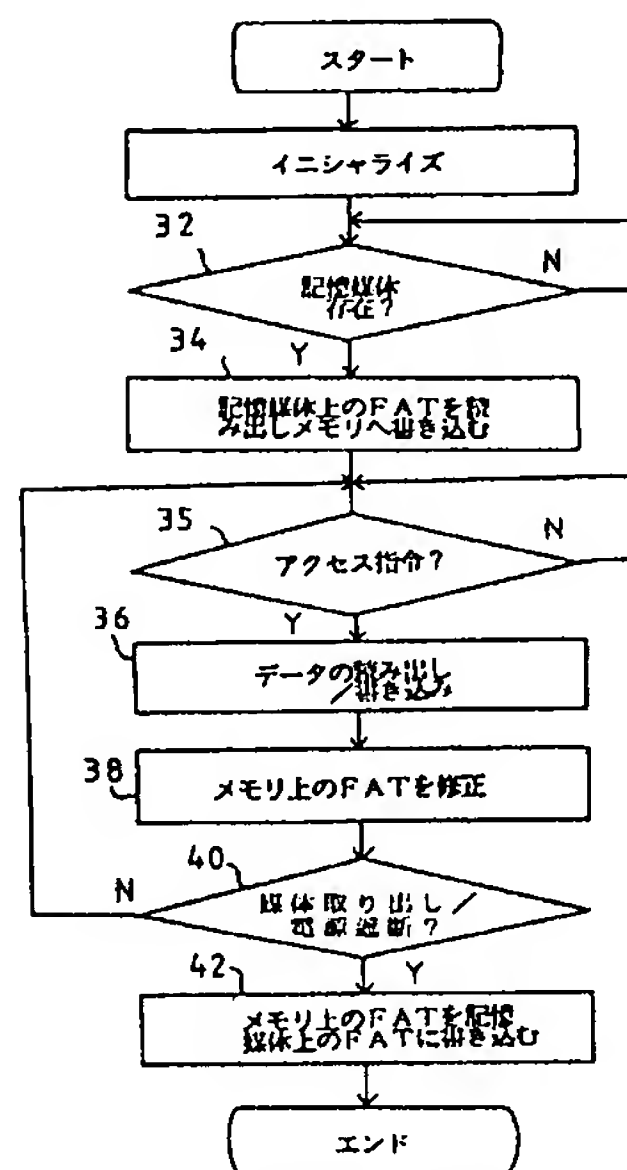 スタート
イニシャライズ
32
記憶媒体
存在?
N
Y
34
記憶媒体上のFATを読
み出しメモリへ書き込む
35
アクセス指令?
N
Y
36
データの読み出し
/書き込み
38
メモリ上のFATを修正
40
媒体取り出し/
電源遮断?
N
Y
42
メモリ上のFATを記憶
媒体上のFATに書き込む
エンド